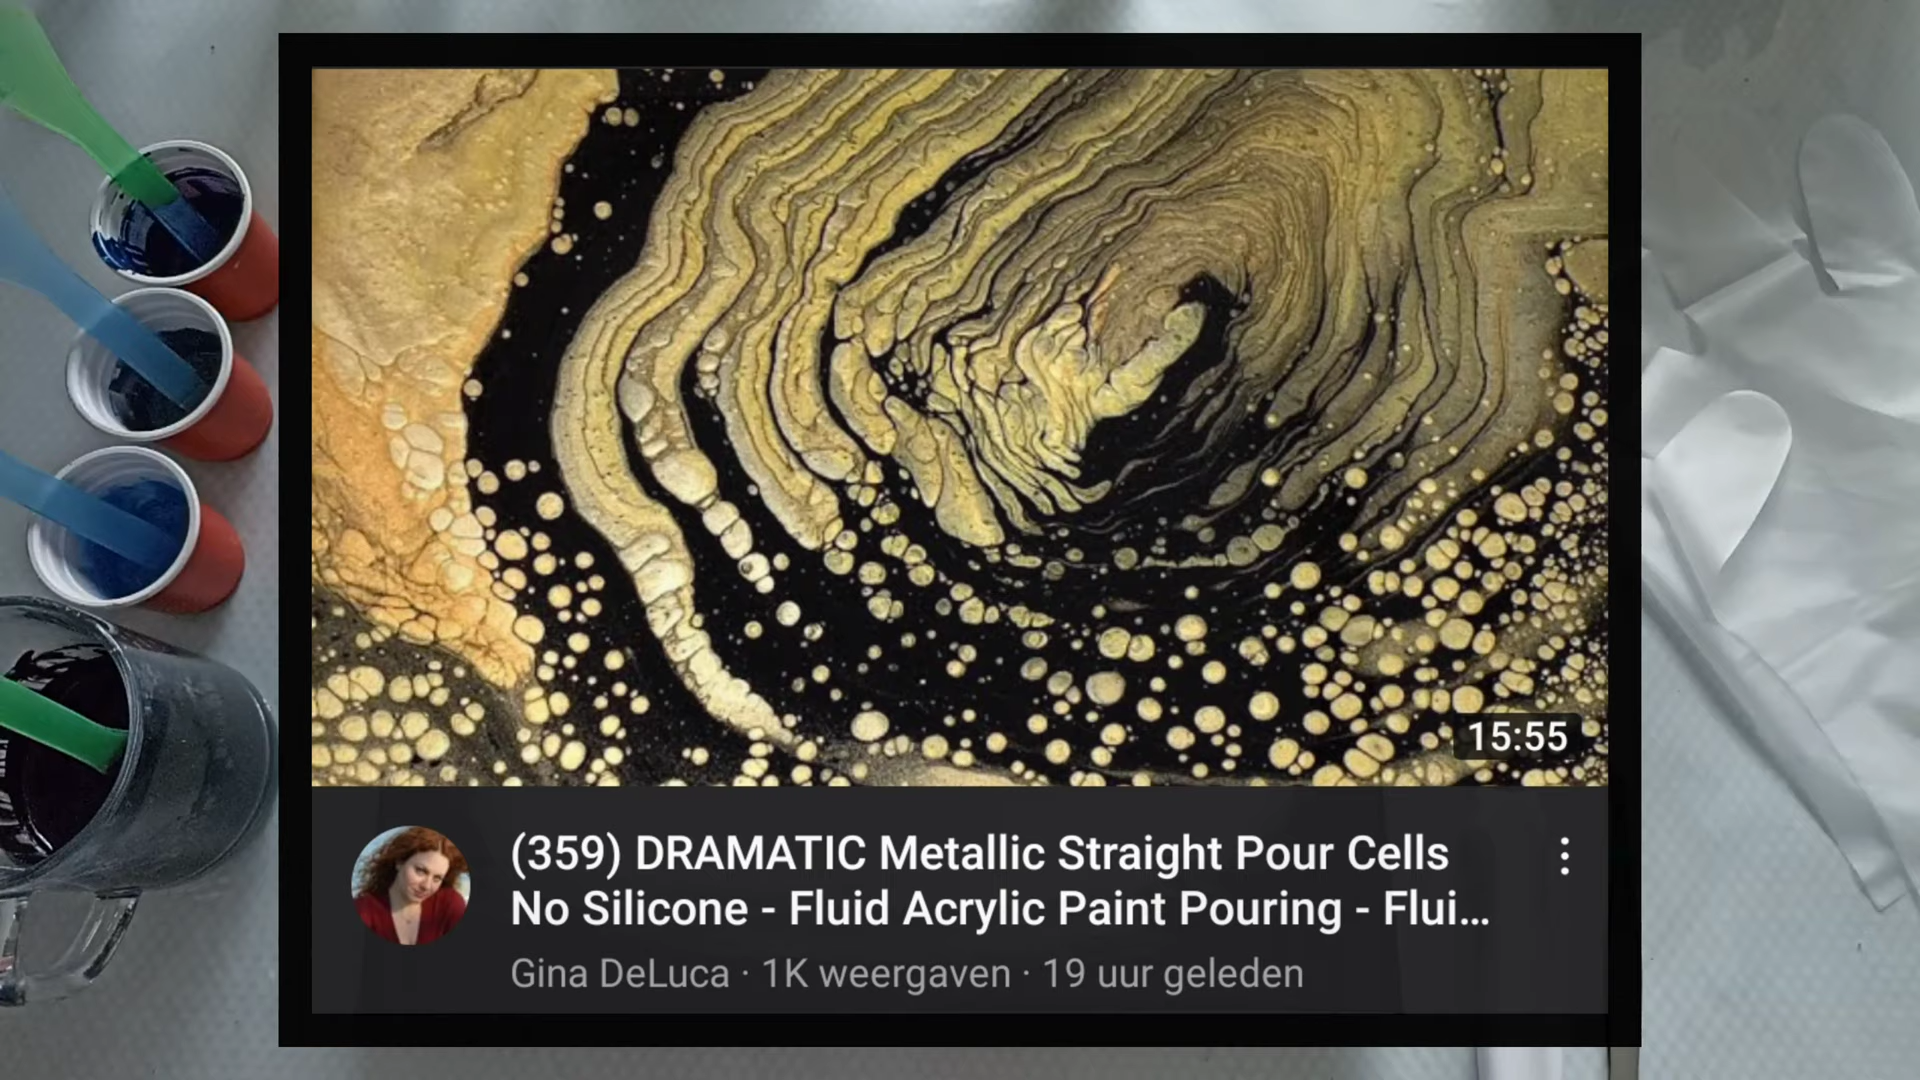 15:55
(359) DRAMATIC Metallic Straight Pour Cells
No Silicone - Fluid Acrylic Paint Pouring - Flui...
Gina DeLuca · 1K weergaven · 19 uur geleden